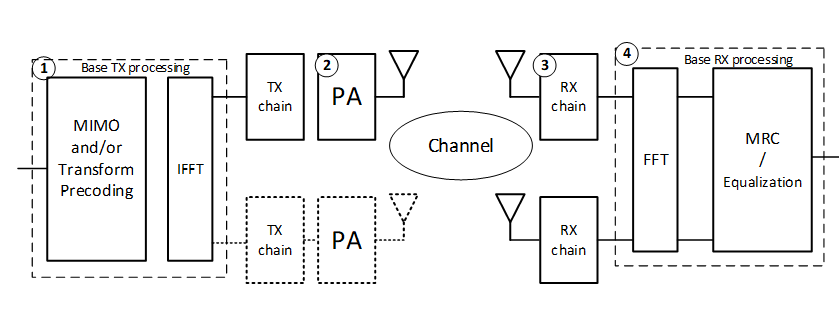 1
Base TX processing
MIMO
and/or
Transform
Precoding
IFFT
TX
chain
2
PA
TX
chain
PA
Channel
3
RX
chain
RX
chain
4
Base RX processing
FFT
MRC
/
Equalization